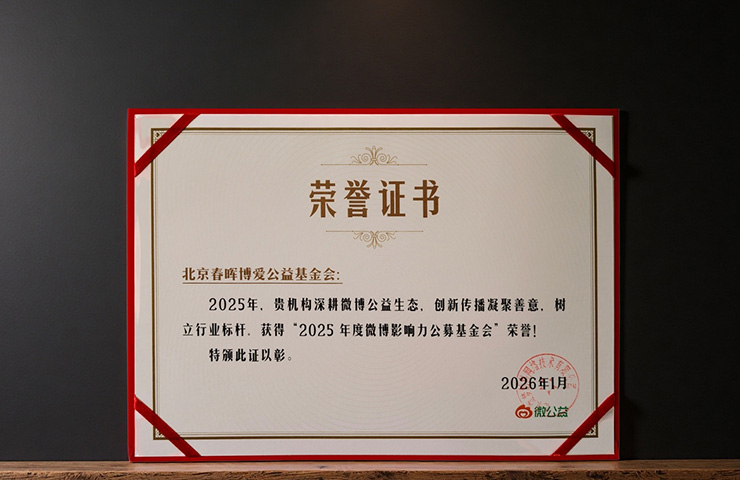 荣誉证书
北京春晖博爱公益基金会：
2025年，贵机构深耕微博公益生态，创新传播凝聚善意，树
立行业标杆，获得“2025 年度微博影响力公募基金会”荣誉！
特颁此证以彰。
2026年1月
微公益